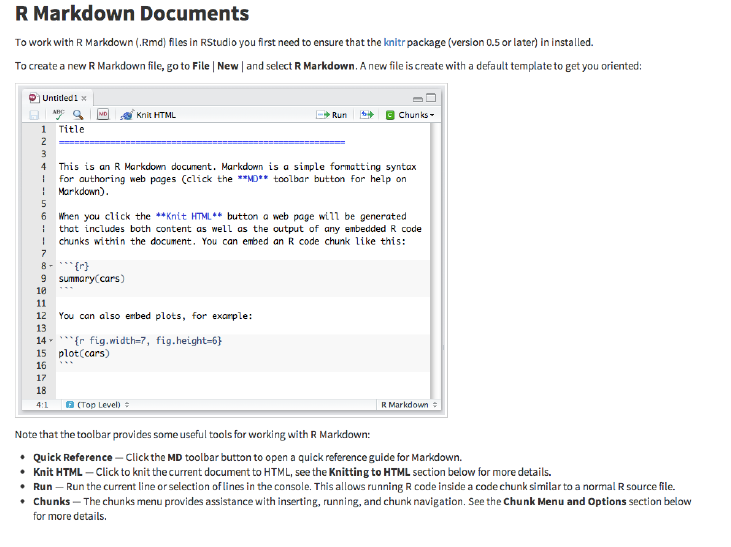 R Markdown Documents
To work with R Markdown (.Rmd) files in RStudio you first need to ensure that the knitr package (version 0.5 or later) in installed.
To create a new R Markdown file, go to File | New | and select R Markdown. A new file is create with a default template to get you oriented:
Untitled1 ×
ABC MD Knit HTML Run Chunks
1 Title
2 ========================================================
3
4 This is an R Markdown document. Markdown is a simple formatting syntax
for authoring web pages (click the **MD** toolbar button for help on
Markdown).
5
6 When you click the **Knit HTML** button a web page will be generated
that includes both content as well as the output of any embedded R code
chunks within the document. You can embed an R code chunk like this:
7
8 ```{r}
9 summary(cars)
10 ```
11
12 You can also embed plots, for example:
13
14 ```{r fig.width=7, fig.height=6}
15 plot(cars)
16 ```
17
18
4:1 (Top Level) R Markdown
Note that the toolbar provides some useful tools for working with R Markdown:
• Quick Reference — Click the MD toolbar button to open a quick reference guide for Markdown.
• Knit HTML — Click to knit the current document to HTML, see the Knitting to HTML section below for more details.
• Run — Run the current line or selection of lines in the console. This allows running R code inside a code chunk similar to a normal R source file.
• Chunks — The chunks menu provides assistance with inserting, running, and chunk navigation. See the Chunk Menu and Options section below
for more details.